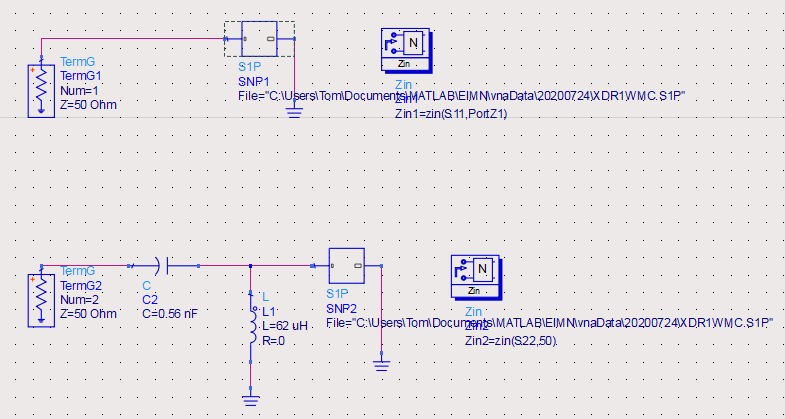 TermG
TermG1
Num=1
Z=50 Ohm
S1P
SNP1
File="C:\Users\Tom\Documents\MATLAB\EIMN\vnaData\20200724\XDR1WMC.S1P"
N
Zin
Zin
Zin1
Zin1=zin(S11,PortZ1)
TermG
TermG2
Num=2
Z=50 Ohm
C
C2
C=0.56 nF
L
L1
L=62 uH
R=0
S1P
SNP2
File="C:\Users\Tom\Documents\MATLAB\EIMN\vnaData\20200724\XDR1WMC.S1P"
N
Zin
Zin
Zin2
Zin2=zin(S22,50)